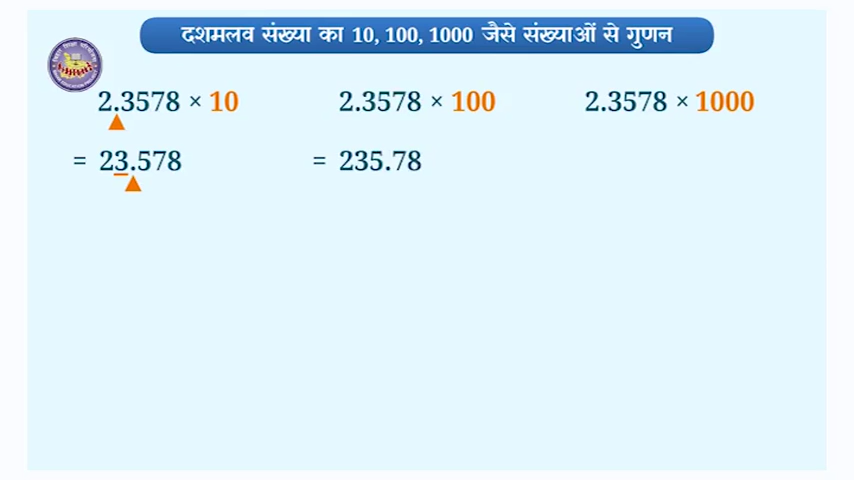 दशमलव संख्या का 10, 100, 1000 जैसे संख्याओं से गुणन
2.3578 × 10 2.3578 × 100 2.3578 × 1000
= 23.578 = 235.78